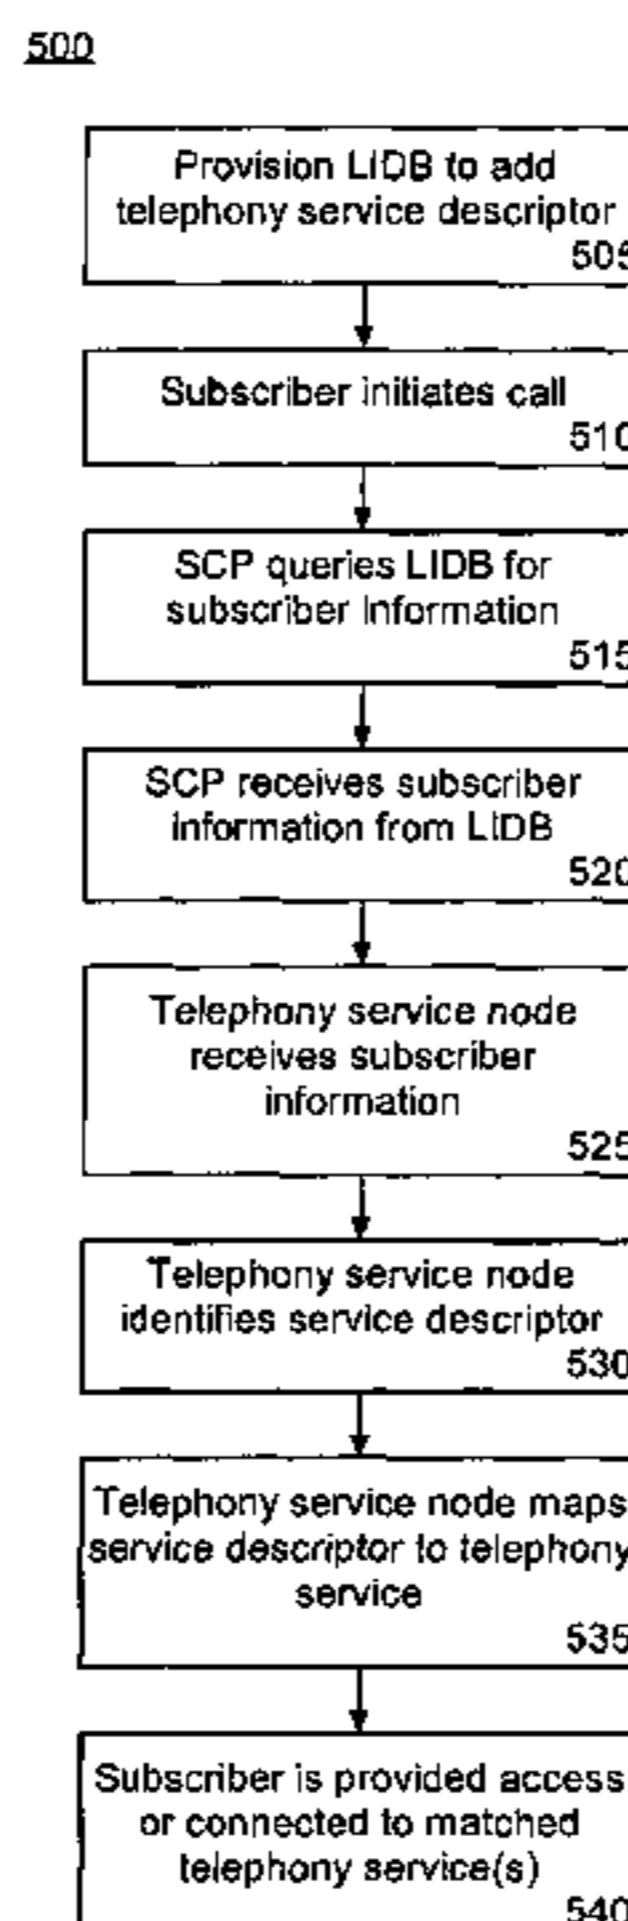 500
Provision LIDB to add
telephony service descriptor
505
Subscriber initiates call
510
SCP queries LIDB for
subscriber information
515
SCP receives subscriber
information from LIDB
520
Telephony service node
receives subscriber
information
525
Telephony service node
identifies service descriptor
530
Telephony service node maps
service descriptor to telephony
service
535
Subscriber is provided access
or connected to matched
telephony service(s)
540